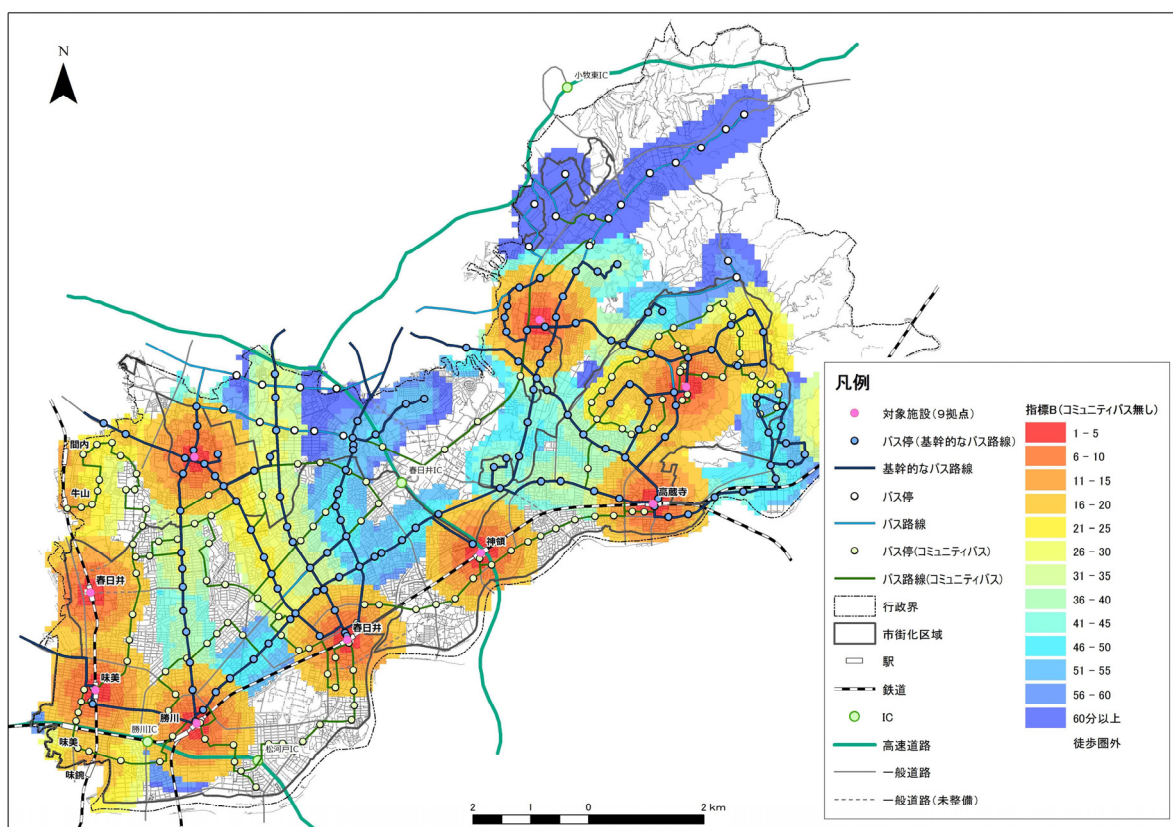 N
小牧東IC
春日井IC
間内
牛山
高蔵寺
神領
春日井
春日井
味美
勝川
勝川IC
味美
松河戸IC
味鋺
2 1 0 2 km
凡例
対象施設(9拠点)
バス停(基幹的なバス路線)
基幹的なバス路線
バス停
バス路線
バス停(コミュニティバス)
バス路線(コミュニティバス)
行政界
市街化区域
駅
鉄道
IC
高速道路
一般道路
一般道路(未整備)
指標B(コミュニティバス無し)
1 - 5
6 - 10
11 - 15
16 - 20
21 - 25
26 - 30
31 - 35
36 - 40
41 - 45
46 - 50
51 - 55
56 - 60
60分以上
徒歩圏外